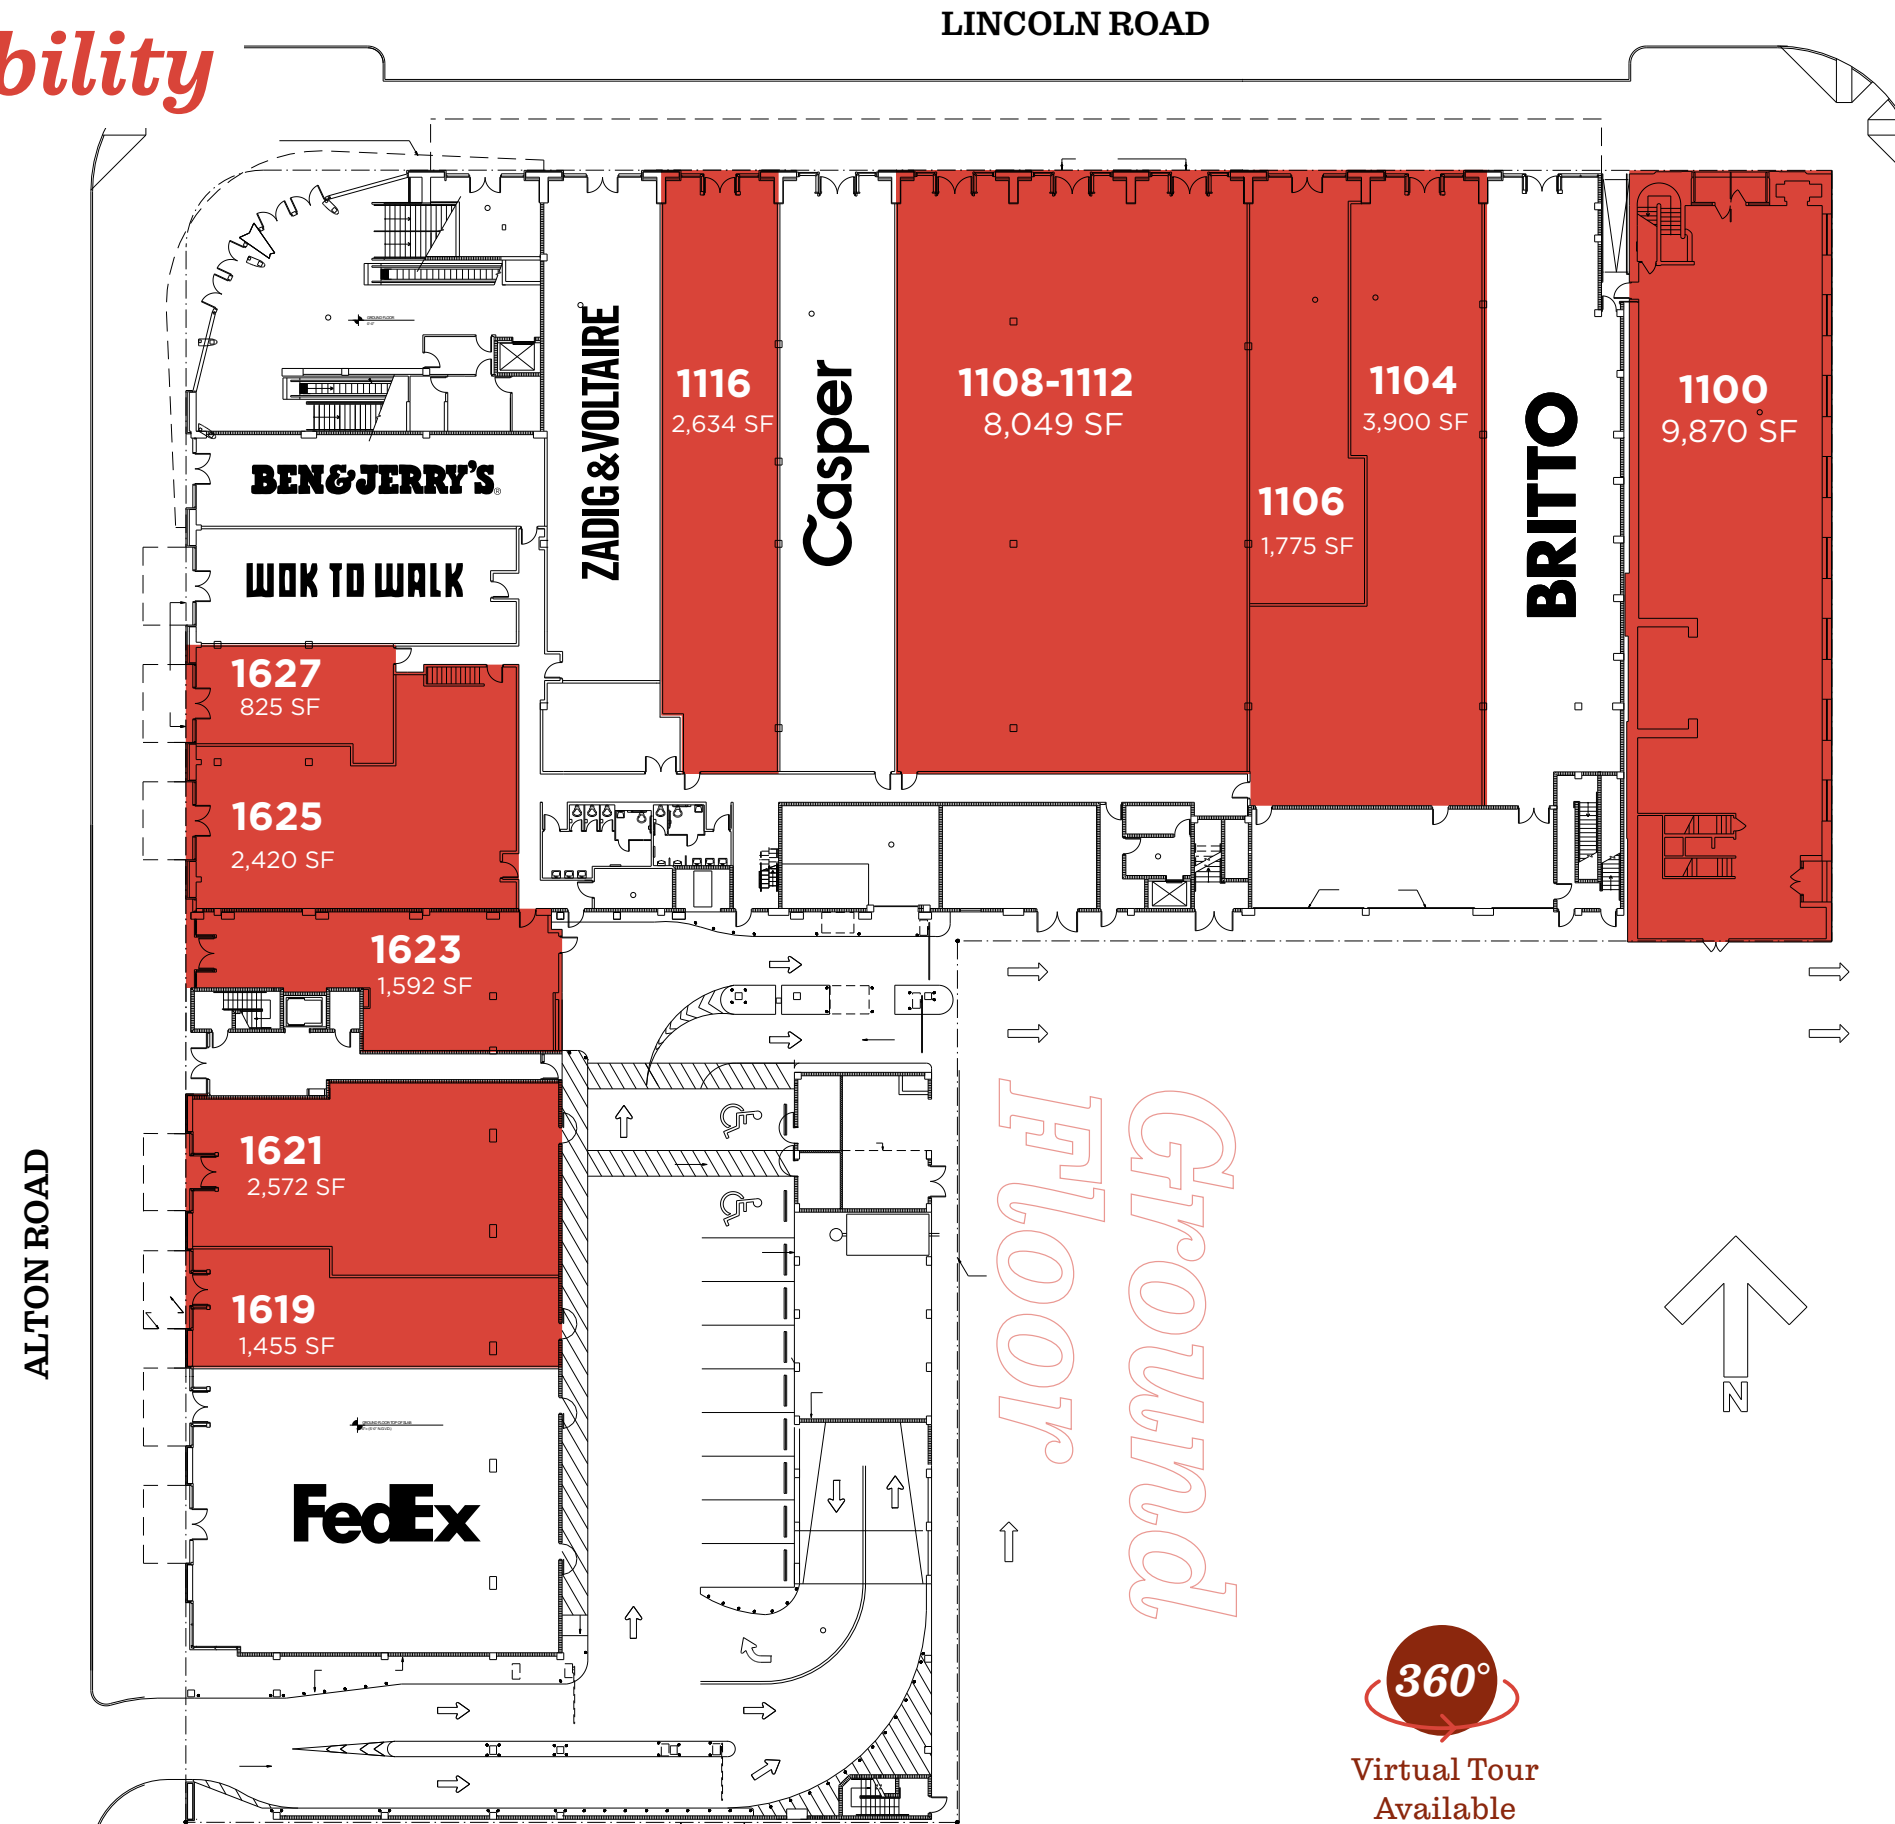 LINCOLN ROAD
bility
ZADIG&VOLTAIRE
1116
2,634 SF
Casper
1108-1112
8,049 SF
1106
1,775 SF
1104
3,900 SF
BRITTO
1100
9,870 SF
BEN&JERRY'S®
WOK TO WALK
1627
825 SF
1625
2,420 SF
1623
1,592 SF
1621
2,572 SF
1619
1,455 SF
ALTON ROAD
FedEx
Ground
Floor
N
360°
Virtual Tour
Available